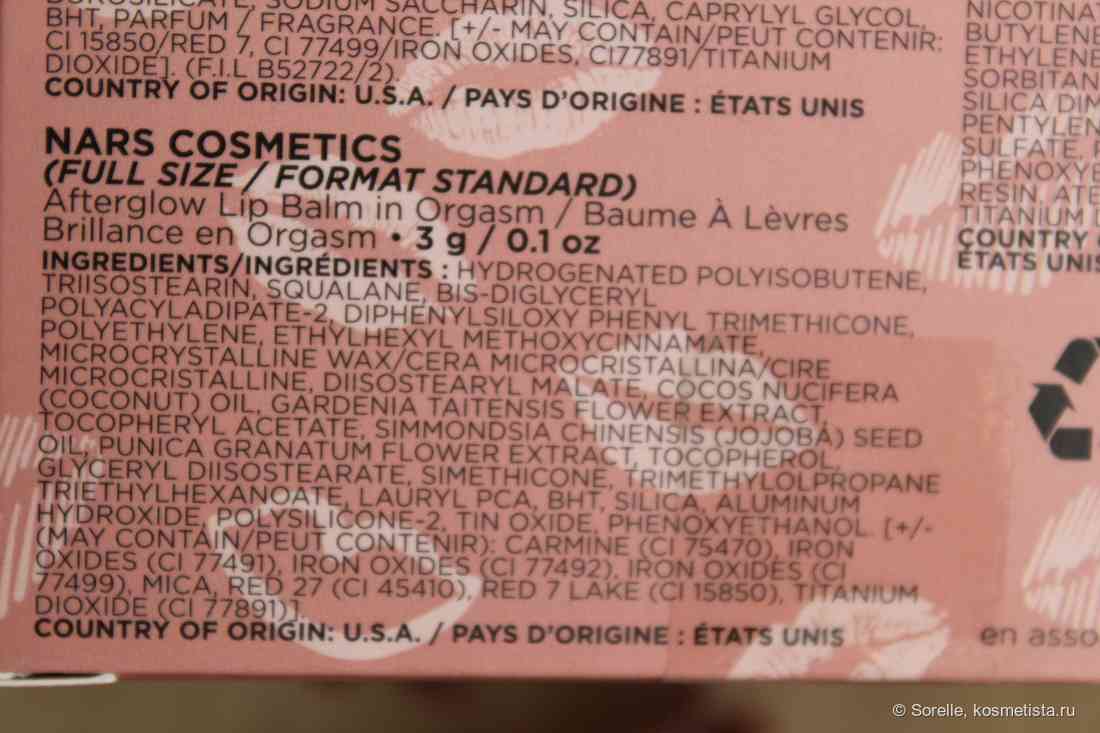 BOROSILICATE, SODIUM SACCHARIN, SILICA, CAPRYLYL GLYCOL,
BHT, PARFUM / FRAGRANCE. [+/- MAY CONTAIN/PEUT CONTENIR:
CI 15850/RED 7, CI 77499/IRON OXIDES, CI77891/TITANIUM
DIOXIDE]. (F.I.L B52722/2)
COUNTRY OF ORIGIN: U.S.A. / PAYS D'ORIGINE : ÉTATS UNIS
NARS COSMETICS
(FULL SIZE / FORMAT STANDARD)
Afterglow Lip Balm in Orgasm / Baume À Lèvres
Brillance en Orgasm • 3 g / 0.1 oz
INGREDIENTS/INGRÉDIENTS : HYDROGENATED POLYISOBUTENE,
TRIISOSTEARIN, SQUALANE, BIS-DIGLYCERYL
POLYACYLADIPATE-2, DIPHENYLSILOXY PHENYL TRIMETHICONE,
POLYETHYLENE, ETHYLHEXYL METHOXYCINNAMATE,
MICROCRYSTALLINE WAX/CERA MICROCRISTALLINA/CIRE
MICROCRISTALLINE, DIISOSTEARYL MALATE, COCOS NUCIFERA
(COCONUT) OIL, GARDENIA TAITENSIS FLOWER EXTRACT,
TOCOPHERYL ACETATE, SIMMONDSIA CHINENSIS (JOJOBA) SEED
OIL, PUNICA GRANATUM FLOWER EXTRACT, TOCOPHEROL,
GLYCERYL DIISOSTEARATE, SIMETHICONE, TRIMETHYLOLPROPANE
TRIETHYLHEXANOATE, LAURYL PCA, BHT, SILICA, ALUMINUM
HYDROXIDE, POLYSILICONE-2, TIN OXIDE, PHENOXYETHANOL. [+/-
(MAY CONTAIN/PEUT CONTENIR): CARMINE (CI 75470), IRON
OXIDES (CI 77491), IRON OXIDES (CI 77492), IRON OXIDES (CI
77499), MICA, RED 27 (CI 45410), RED 7 LAKE (CI 15850), TITANIUM
DIOXIDE (CI 77891)].
COUNTRY OF ORIGIN: U.S.A. / PAYS D'ORIGINE : ÉTATS UNIS
NICOTINA
BUTYLENE
ETHYLENE
SORBITAN
SILICA DIM
PENTYLEN
SULFATE, P
PHENOXYE
RESIN, ATE
TITANIUM D
COUNTRY
ÉTATS UNIS
en asso
© Sorelle, kosmetista.ru